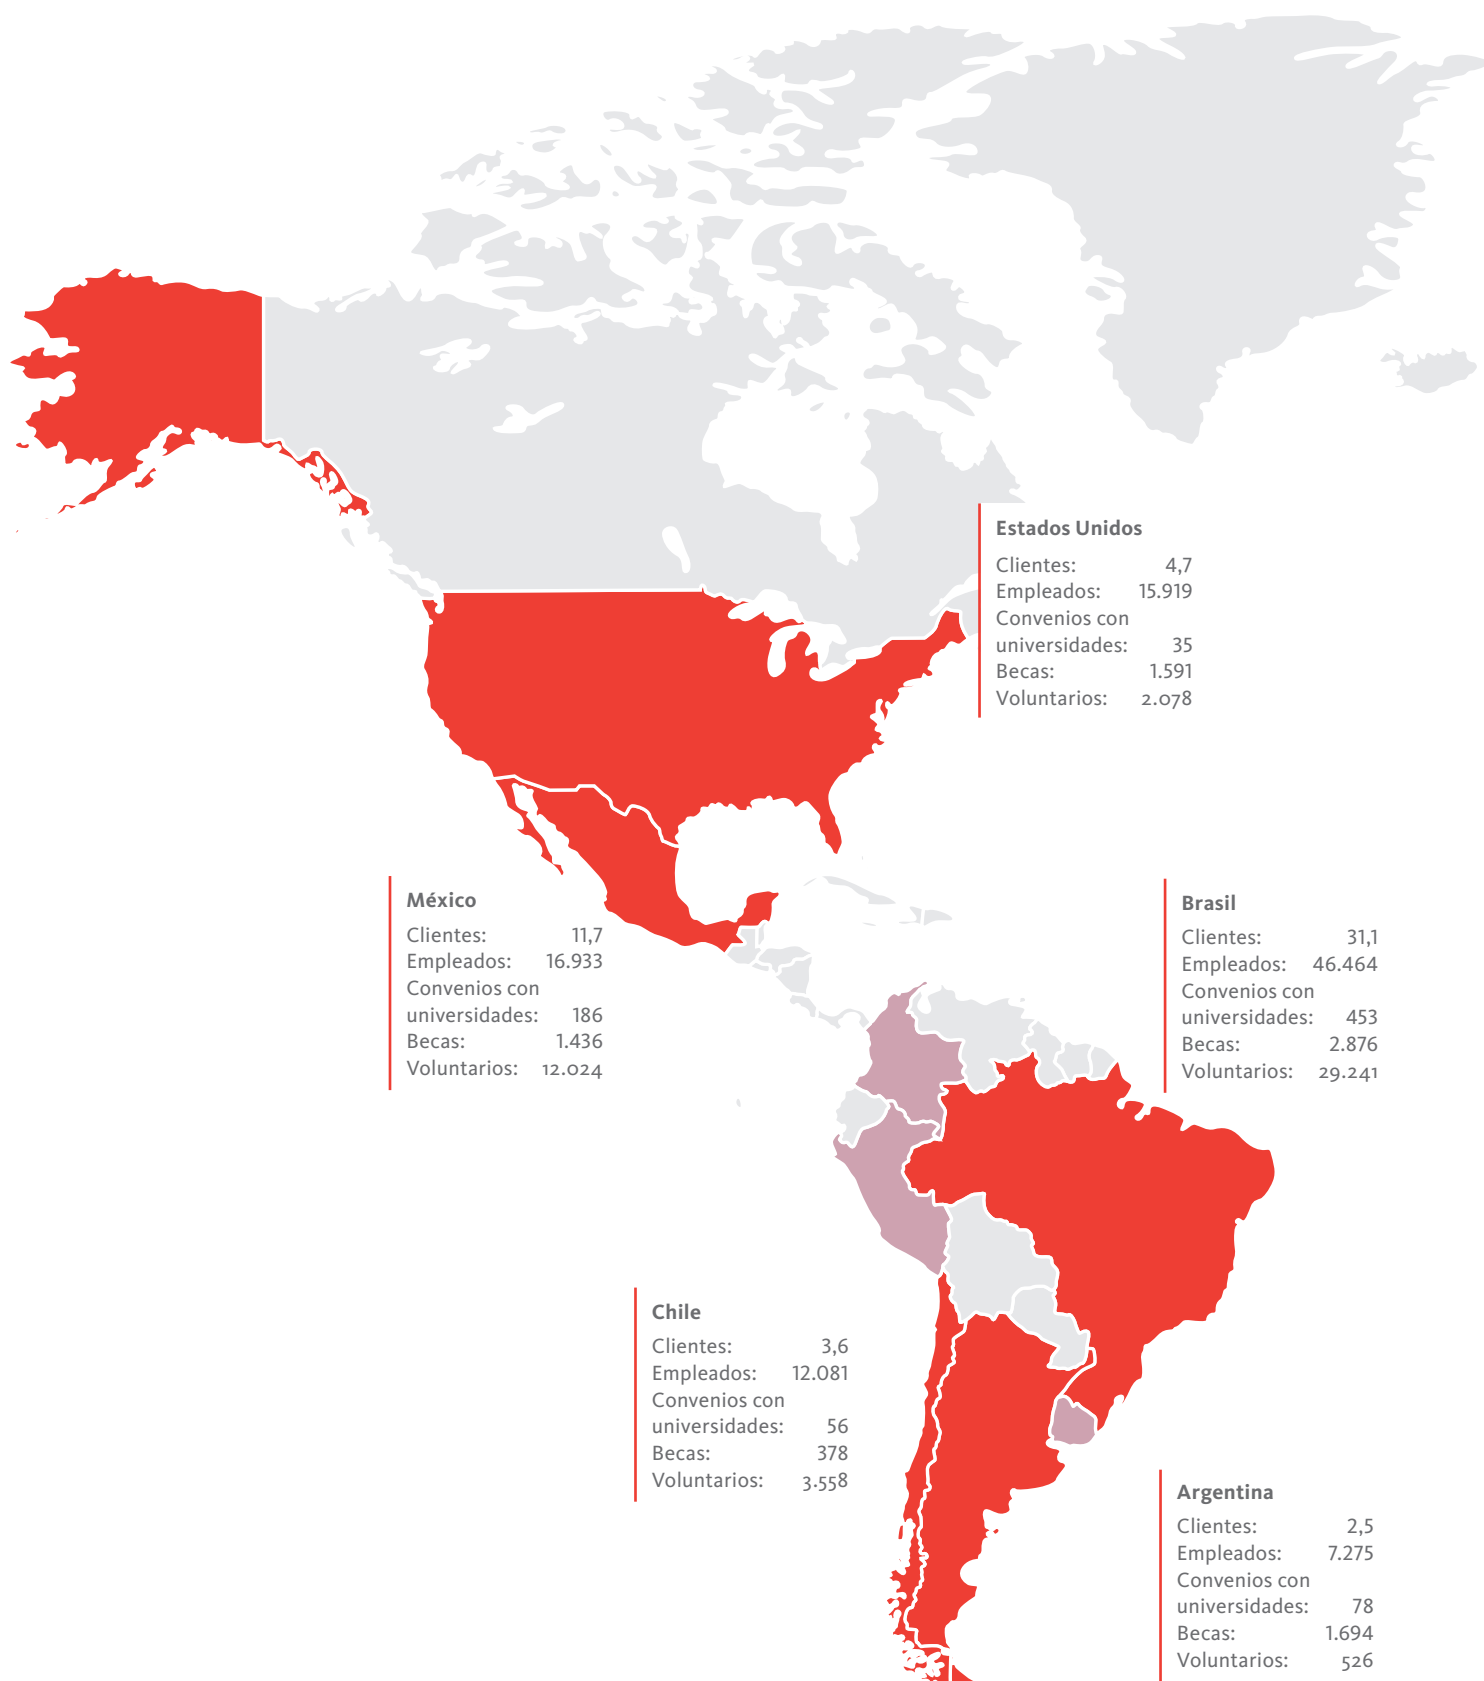 Estados Unidos
Clientes: 4,7
Empleados: 15.919
Convenios con
universidades: 35
Becas: 1.591
Voluntarios: 2.078
México
Clientes: 11,7
Empleados: 16.933
Convenios con
universidades: 186
Becas: 1.436
Voluntarios: 12.024
Brasil
Clientes: 31,1
Empleados: 46.464
Convenios con
universidades: 453
Becas: 2.876
Voluntarios: 29.241
Chile
Clientes: 3,6
Empleados: 12.081
Convenios con
universidades: 56
Becas: 378
Voluntarios: 3.558
Argentina
Clientes: 2,5
Empleados: 7.275
Convenios con
universidades: 78
Becas: 1.694
Voluntarios: 526